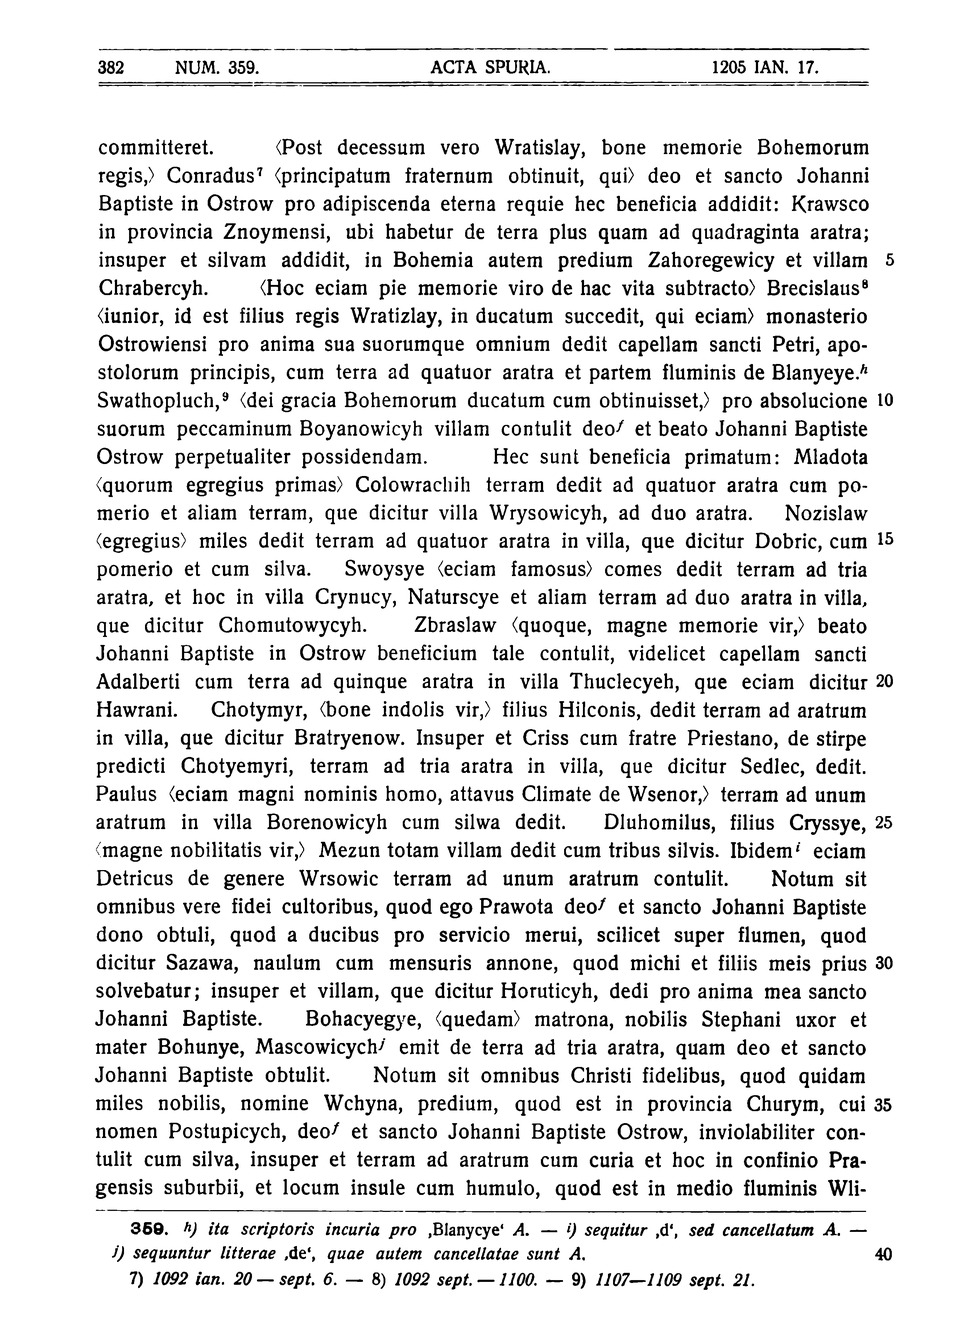 382 NUM. 359. ACTA SPURIA. 1205 IAN. 17.
committeret. ⟨Post decessum vero Wratislay, bone memorie Bohemorum
regis,⟩ Conradus⁷ ⟨principatum fraternum obtinuit, qui⟩ deo et sancto Johanni
Baptiste in Ostrow pro adipiscenda eterna requie hec beneficia addidit: Krawsco
in provincia Znoymensi, ubi habetur de terra plus quam ad quadraginta aratra;
insuper et silvam addidit, in Bohemia autem predium Zahoregewicy et villam 5
Chrabercyh. ⟨Hoc eciam pie memorie viro de hac vita subtracto⟩ Brecislaus⁸
⟨iunior, id est filius regis Wratizlay, in ducatum succedit, qui eciam⟩ monasterio
Ostrowiensi pro anima sua suorumque omnium dedit capellam sancti Petri, apo-
stolorum principis, cum terra ad quatuor aratra et partem fluminis de Blanyeye.ʰ
Swathopluch,⁹ ⟨dei gracia Bohemorum ducatum cum obtinuisset,⟩ pro absolucione 10
suorum peccaminum Boyanowicyh villam contulit deoᶠ et beato Johanni Baptiste
Ostrow perpetualiter possidendam. Hec sunt beneficia primatum: Mladota
⟨quorum egregius primas⟩ Colowrachih terram dedit ad quatuor aratra cum po-
merio et aliam terram, que dicitur villa Wrysowicyh, ad duo aratra. Nozislaw
⟨egregius⟩ miles dedit terram ad quatuor aratra in villa, que dicitur Dobric, cum 15
pomerio et cum silva. Swoysye ⟨eciam famosus⟩ comes dedit terram ad tria
aratra, et hoc in villa Crynucy, Naturscye et aliam terram ad duo aratra in villa,
que dicitur Chomutowycyh. Zbraslaw ⟨quoque, magne memorie vir,⟩ beato
Johanni Baptiste in Ostrow beneficium tale contulit, videlicet capellam sancti
Adalberti cum terra ad quinque aratra in villa Thuclecyeh, que eciam dicitur 20
Hawrani. Chotymyr, ⟨bone indolis vir,⟩ filius Hilconis, dedit terram ad aratrum
in villa, que dicitur Bratryenow. Insuper et Criss cum fratre Priestano, de stirpe
predicti Chotyemyri, terram ad tria aratra in villa, que dicitur Sedlec, dedit.
Paulus ⟨eciam magni nominis homo, attavus Climate de Wsenor,⟩ terram ad unum
aratrum in villa Borenowicyh cum silwa dedit. Dluhomilus, filius Cryssye, 25
⟨magne nobilitatis vir,⟩ Mezun totam villam dedit cum tribus silvis. Ibidemⁱ eciam
Detricus de genere Wrsowic terram ad unum aratrum contulit. Notum sit
omnibus vere fidei cultoribus, quod ego Prawota deoᶠ et sancto Johanni Baptiste
dono obtuli, quod a ducibus pro servicio merui, scilicet super flumen, quod
dicitur Sazawa, naulum cum mensuris annone, quod michi et filiis meis prius 30
solvebatur; insuper et villam, que dicitur Horuticyh, dedi pro anima mea sancto
Johanni Baptiste. Bohacyegye, ⟨quedam⟩ matrona, nobilis Stephani uxor et
mater Bohunye, Mascowicychʲ emit de terra ad tria aratra, quam deo et sancto
Johanni Baptiste obtulit. Notum sit omnibus Christi fidelibus, quod quidam
miles nobilis, nomine Wchyna, predium, quod est in provincia Churym, cui 35
nomen Postupicych, deoᶠ et sancto Johanni Baptiste Ostrow, inviolabiliter con-
tulit cum silva, insuper et terram ad aratrum cum curia et hoc in confinio Pra-
gensis suburbii, et locum insule cum humulo, quod est in medio fluminis Wli-
359. h) ita scriptoris incuria pro ‚Blanycye‘ A. — i) sequitur ‚d‘, sed cancellatum A. —
j) sequuntur litterae ‚de‘, quae autem cancellatae sunt A. 40
7) 1092 ian. 20 — sept. 6. — 8) 1092 sept. — 1100. — 9) 1107—1109 sept. 21.